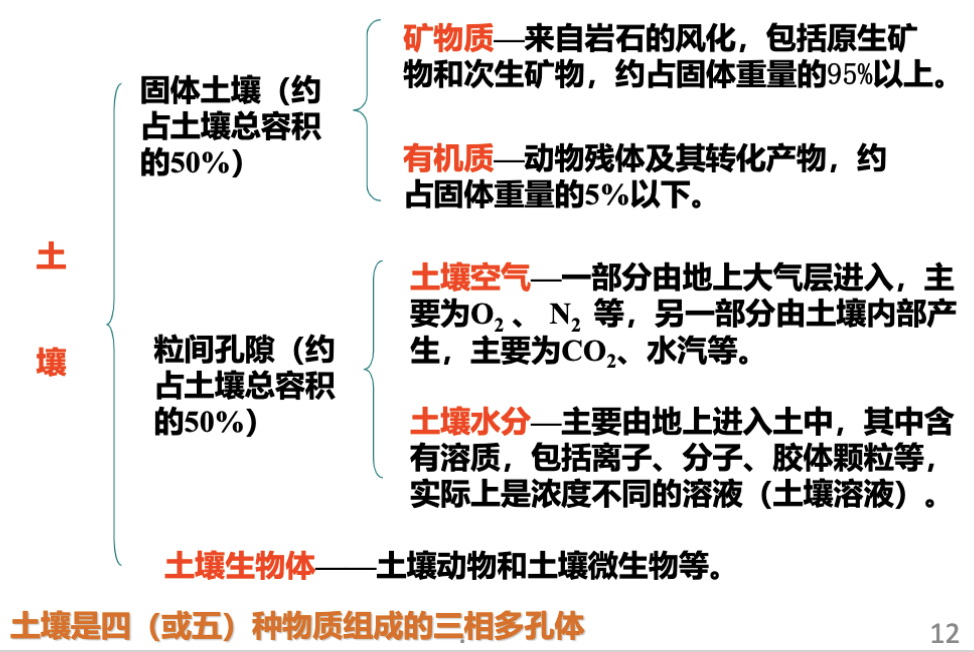 土
壤
固体土壤（约
占土壤总容积
的50%）
矿物质—来自岩石的风化，包括原生矿
物和次生矿物，约占固体重量的95%以上。
有机质—动物残体及其转化产物，约
占固体重量的5%以下。
粒间孔隙（约
占土壤总容积
的50%）
土壤空气—一部分由地上大气层进入，主
要为O₂ 、 N₂ 等，另一部分由土壤内部产
生，主要为CO₂、水汽等。
土壤水分—主要由地上进入土中，其中含
有溶质，包括离子、分子、胶体颗粒等，
实际上是浓度不同的溶液（土壤溶液）。
土壤生物体——土壤动物和土壤微生物等。
土壤是四（或五）种物质组成的三相多孔体
12